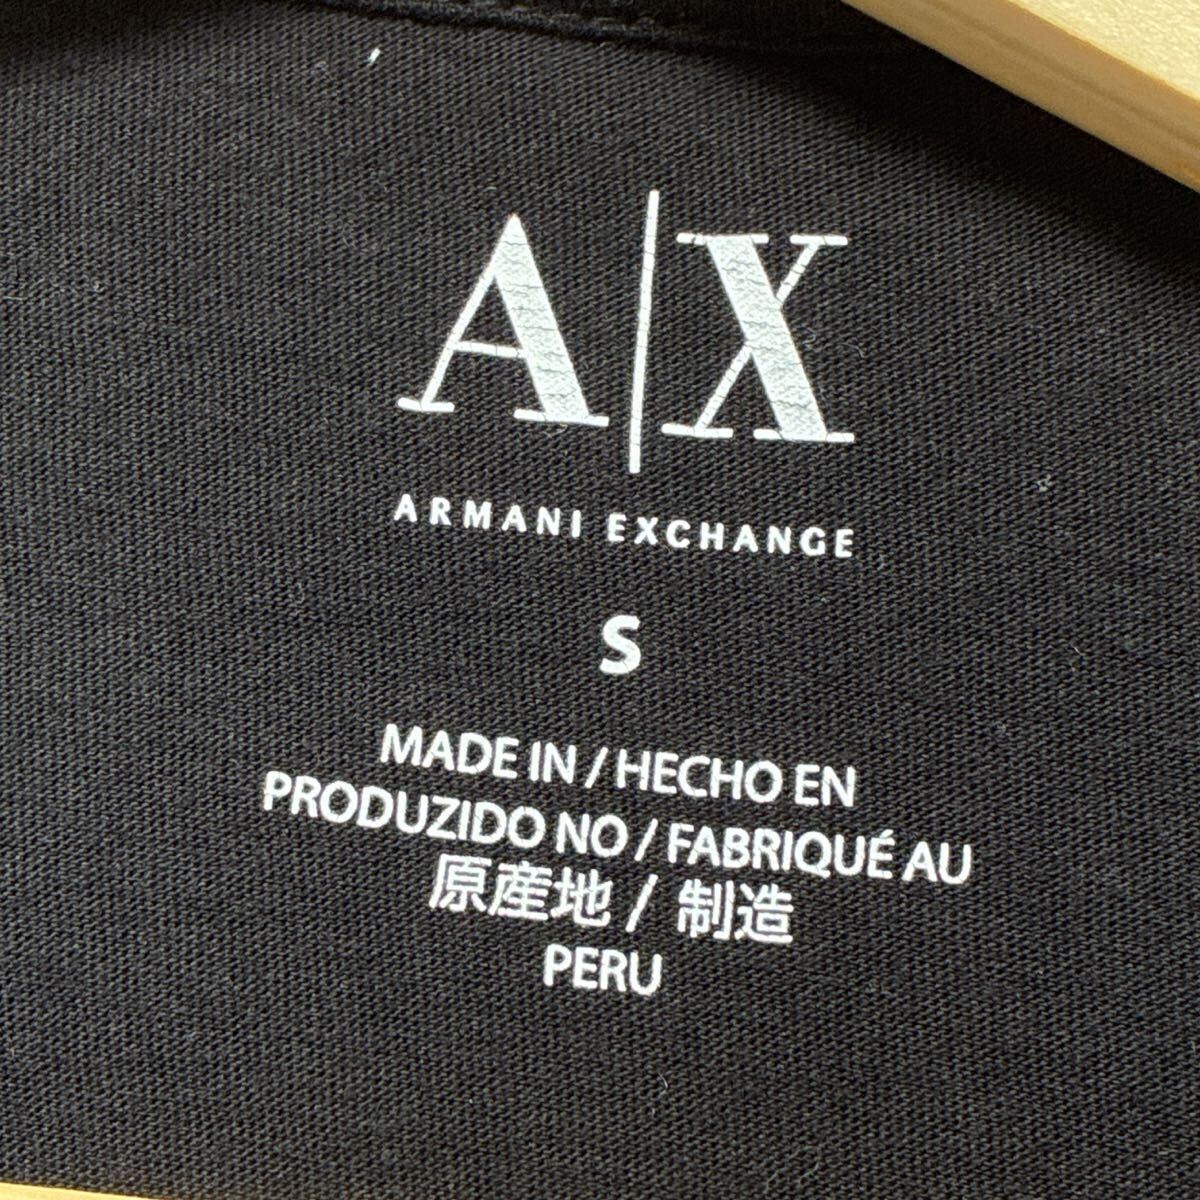 A|X
ARMANI EXCHANGE
S
MADE IN / HECHO EN
PRODUZIDO NO / FABRIQUÉ AU
原産地 / 制造
PERU